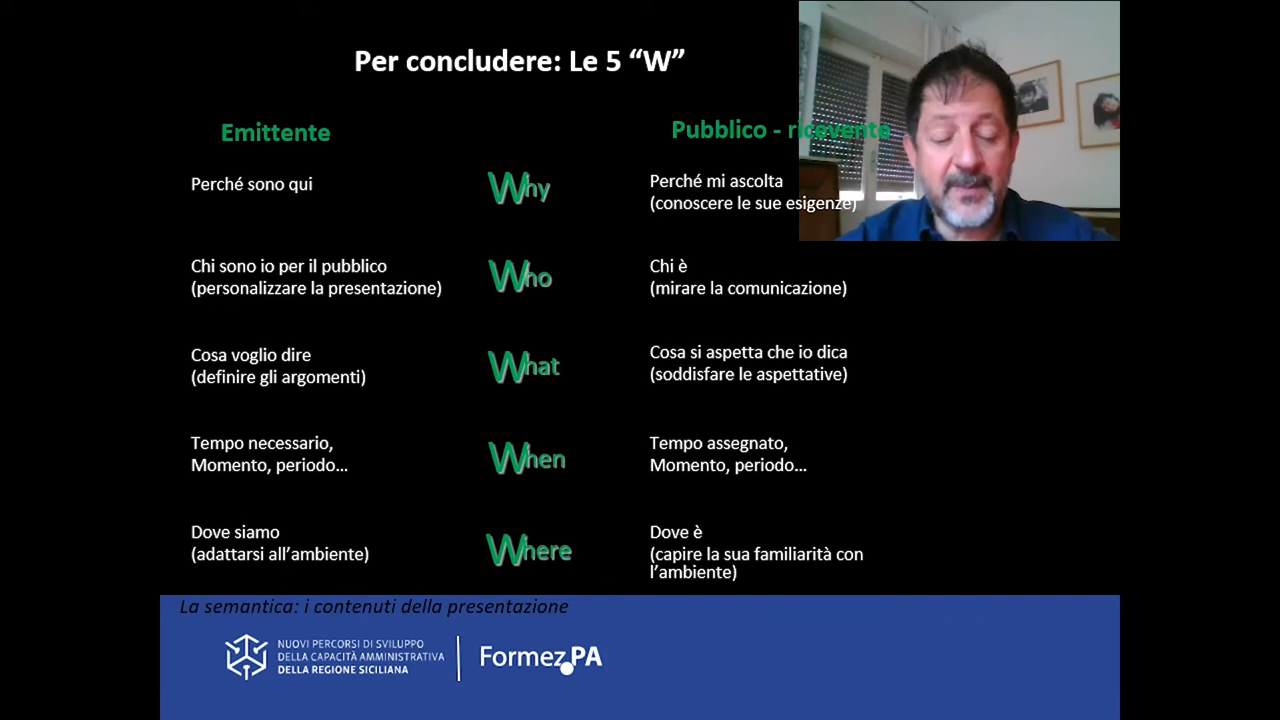 Per concludere: Le 5 “W”
Emittente
Pubblico - ricevente
Perché sono qui
Why
Perché mi ascolta
(conoscere le sue esigenze)
Chi sono io per il pubblico
(personalizzare la presentazione)
Who
Chi è
(mirare la comunicazione)
Cosa voglio dire
(definire gli argomenti)
What
Cosa si aspetta che io dica
(soddisfare le aspettative)
Tempo necessario,
Momento, periodo…
When
Tempo assegnato,
Momento, periodo…
Dove siamo
(adattarsi all’ambiente)
Where
Dove è
(capire la sua familiarità con
l’ambiente)
La semantica: i contenuti della presentazione
NUOVI PERCORSI DI SVILUPPO
DELLA CAPACITÀ AMMINISTRATIVA
DELLA REGIONE SICILIANA
Formez.PA